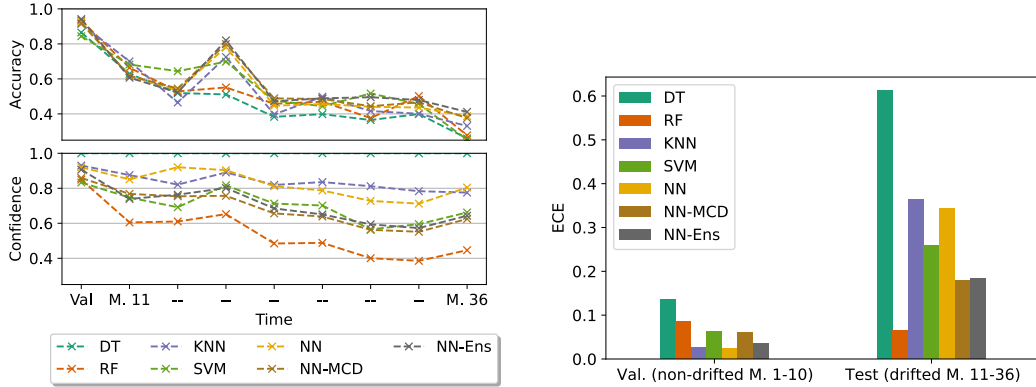 1.0
0.8
0.6
0.4
Accuracy
1.0
0.8
0.6
0.4
Confidence
Val M. 11 -- – – -- -- – M. 36
Time
DT KNN NN NN-Ens
RF SVM NN-MCD
0.6
0.5
0.4
0.3
0.2
0.1
0.0
ECE
DT
RF
KNN
SVM
NN
NN-MCD
NN-Ens
Val. (non-drifted M. 1-10) Test (drifted M. 11-36)